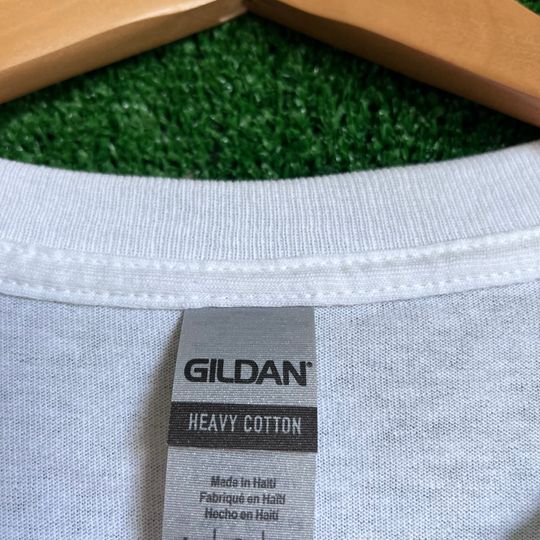 GILDAN®
HEAVY COTTON
Made in Haiti
Fabriqué en Haïti
Hecho en Haití